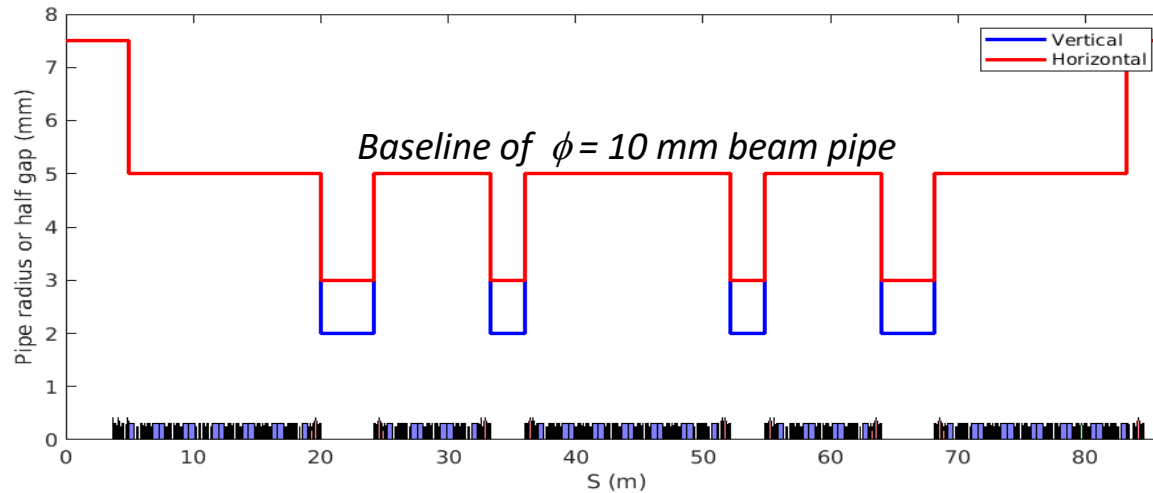 8
7
6
5
4
3
2
1
0
Pipe radius or half gap (mm)
Vertical
Horizontal
Baseline of ϕ = 10 mm beam pipe
0 10 20 30 40 50 60 70 80
S (m)